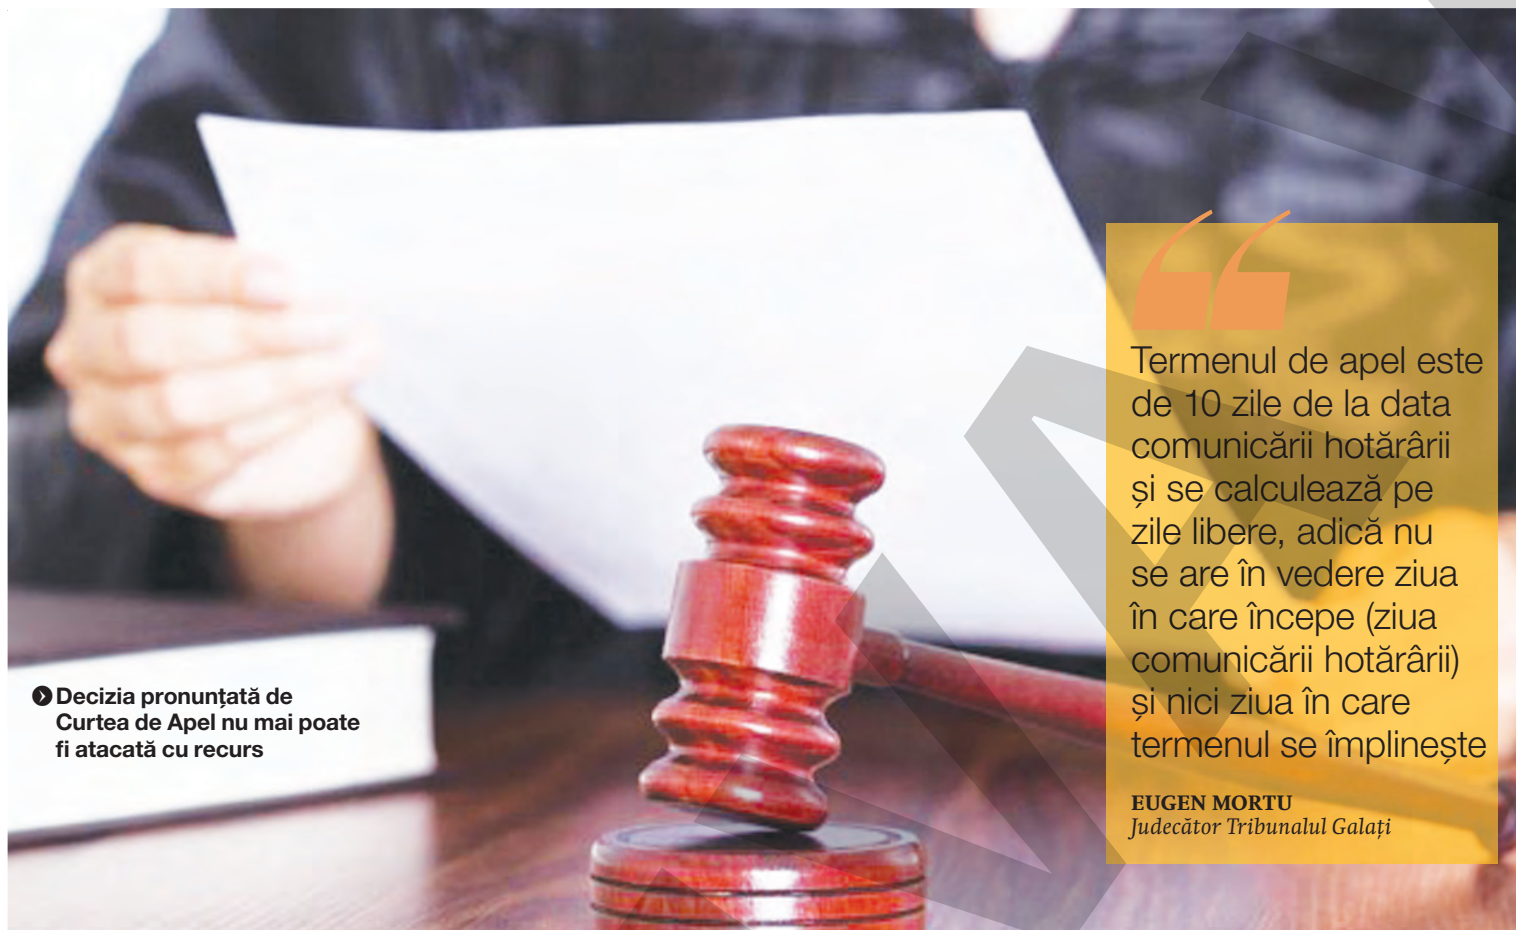 Decizia pronunțată de
Curtea de Apel nu mai poate
fi atacată cu recurs
Termenul de apel este
de 10 zile de la data
comunicării hotărârii
și se calculează pe
zile libere, adică nu
se are în vedere ziua
în care începe (ziua
comunicării hotărârii)
și nici ziua în care
termenul se împlinește
EUGEN MORTU
Judecător Tribunalul Galați